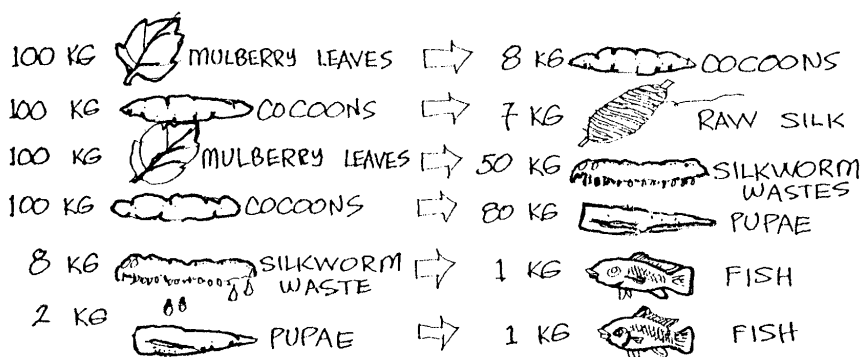 100 KG MULBERRY LEAVES 8 KG COCOONS
100 KG COCOONS 7 KG RAW SILK
100 KG MULBERRY LEAVES 50 KG SILKWORM WASTES
100 KG COCOONS 80 KG PUPAE
8 KG SILKWORM WASTE 1 KG FISH
2 KG PUPAE 1 KG FISH